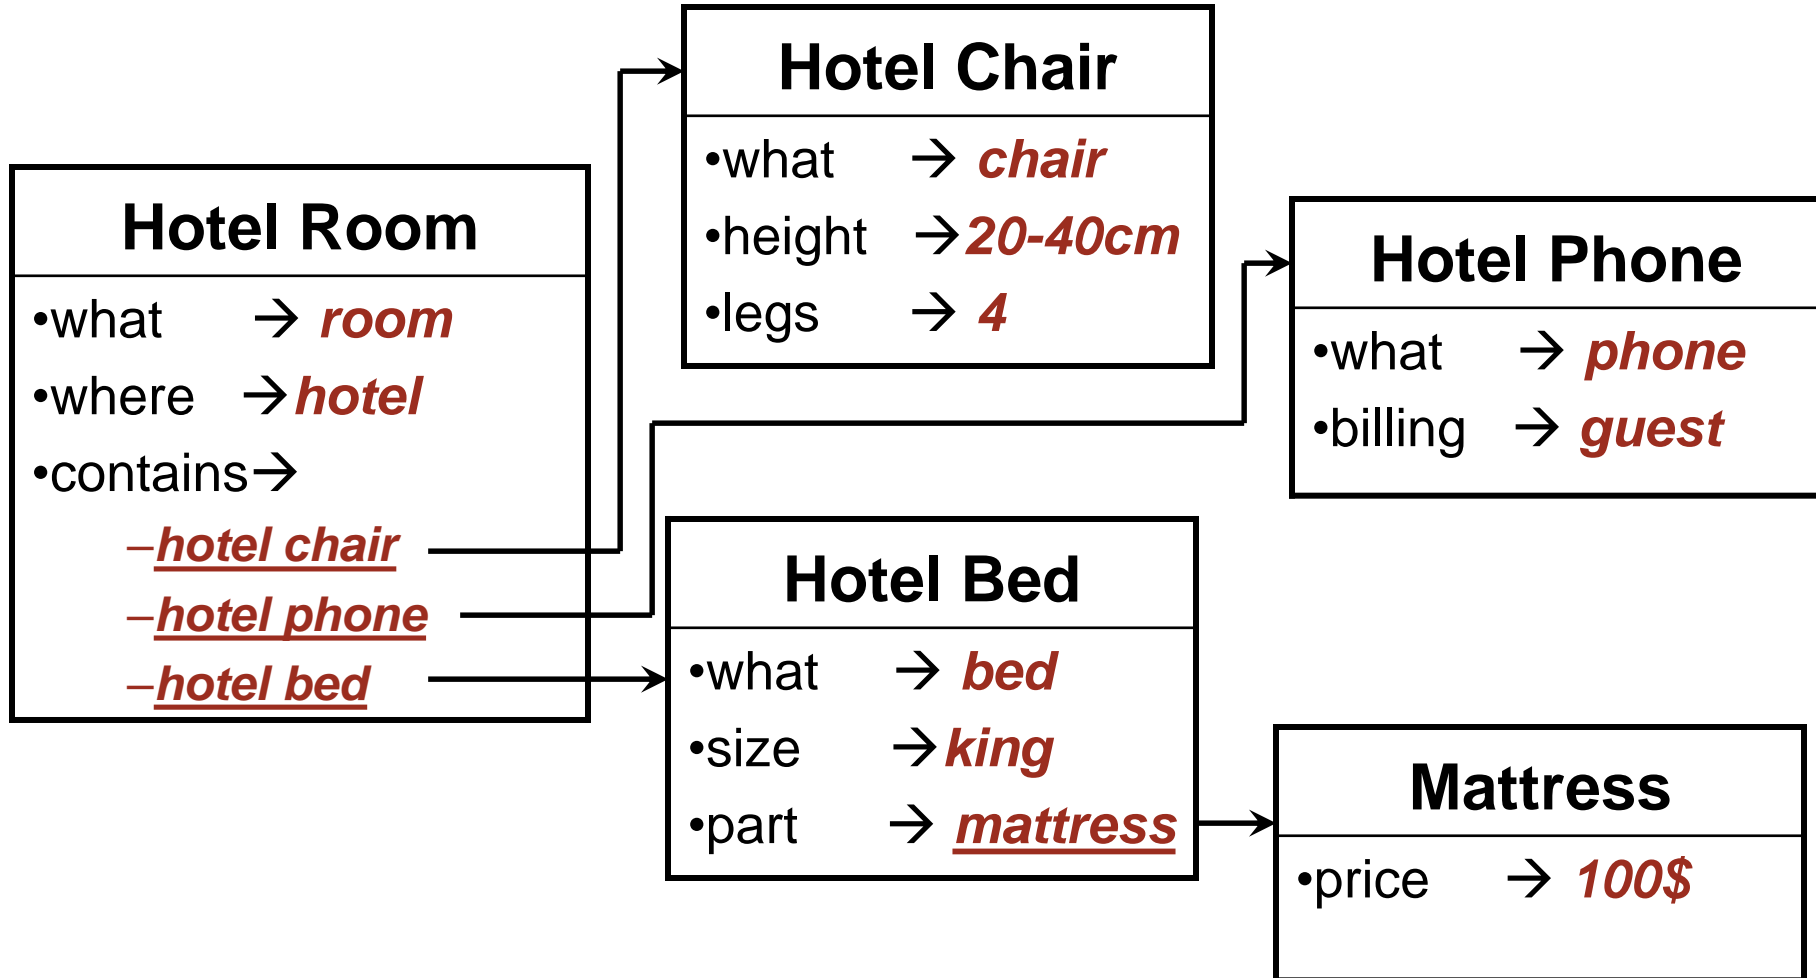 Hotel Room
•what → room
•where → hotel
•contains→
–hotel chair
–hotel phone
–hotel bed
Hotel Chair
•what → chair
•height → 20-40cm
•legs → 4
Hotel Phone
•what → phone
•billing → guest
Hotel Bed
•what → bed
•size → king
•part → mattress
Mattress
•price → 100$